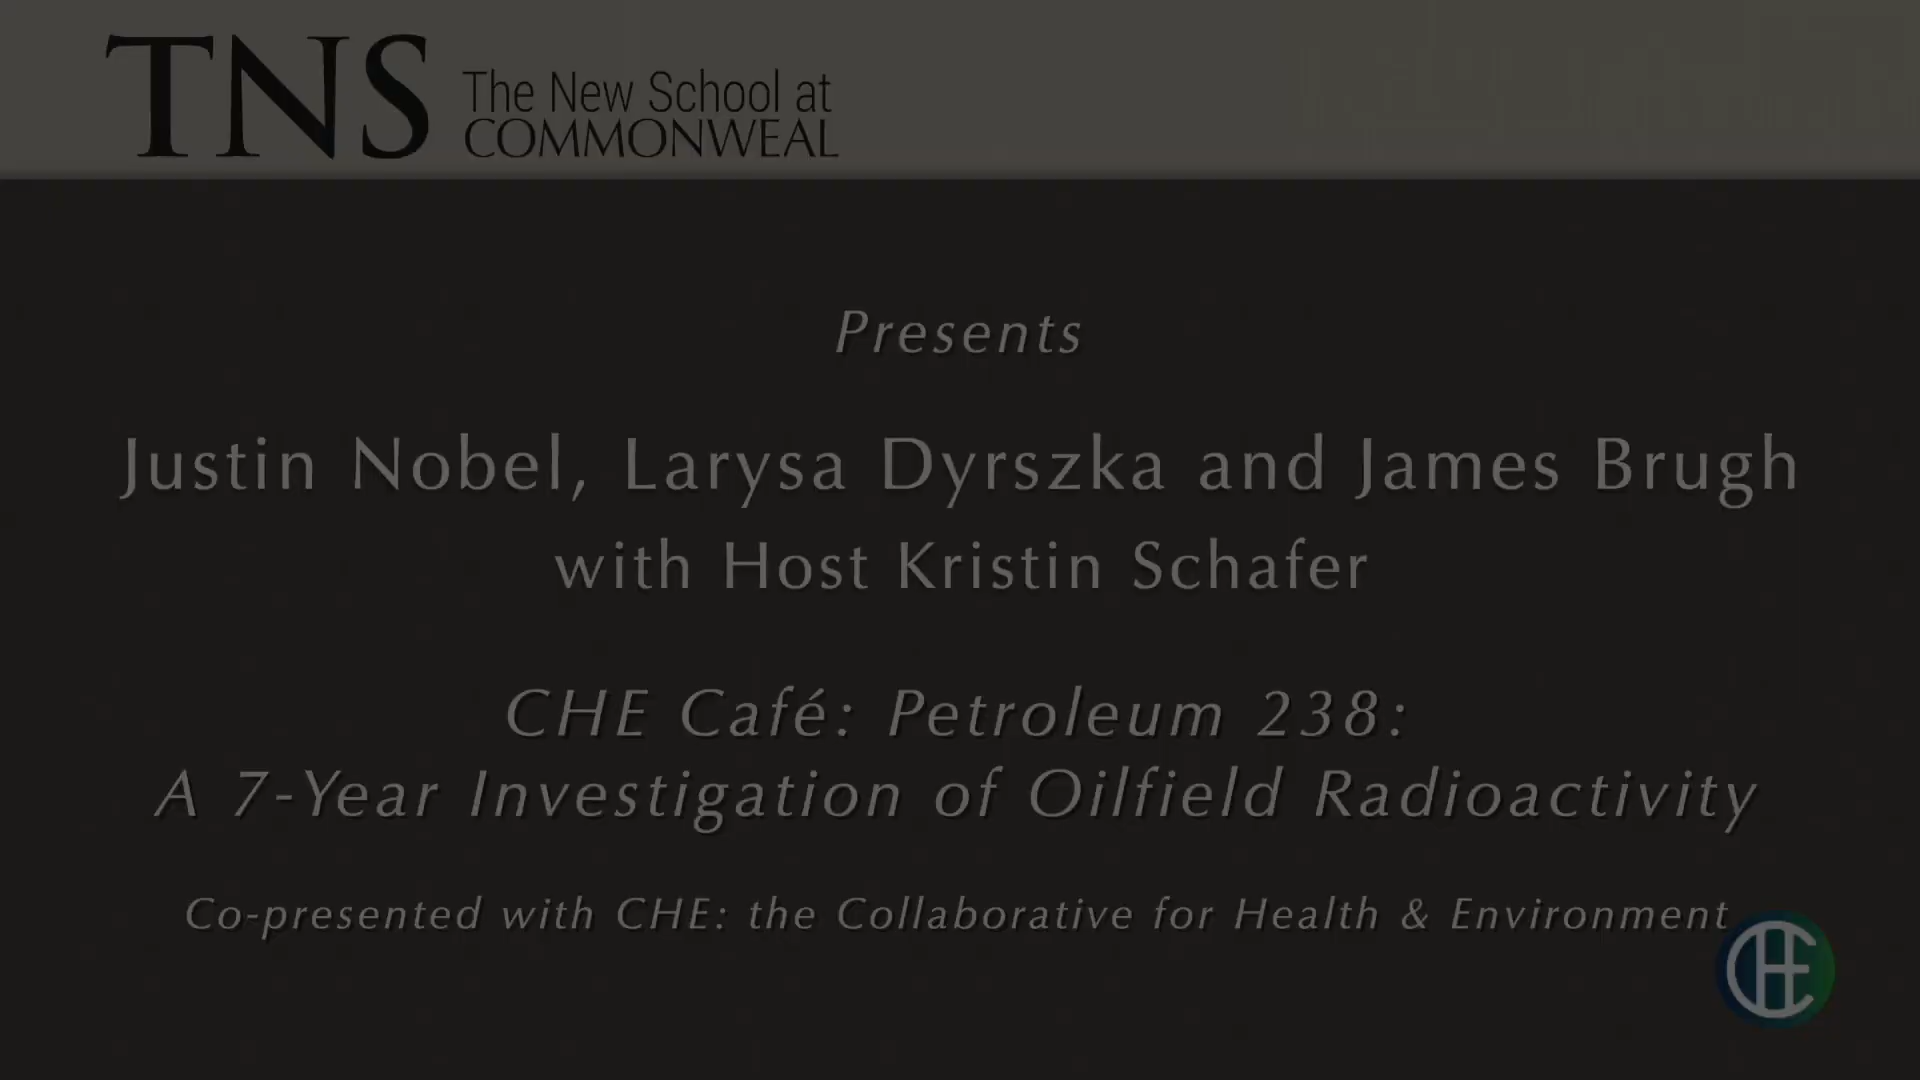 TNS The New School at
COMMONWEAL
Presents
Justin Nobel, Larysa Dyrszka and James Brugh
with Host Kristin Schafer
CHE Café: Petroleum 238:
A 7-Year Investigation of Oilfield Radioactivity
Co-presented with CHE: the Collaborative for Health & Environment
CHE